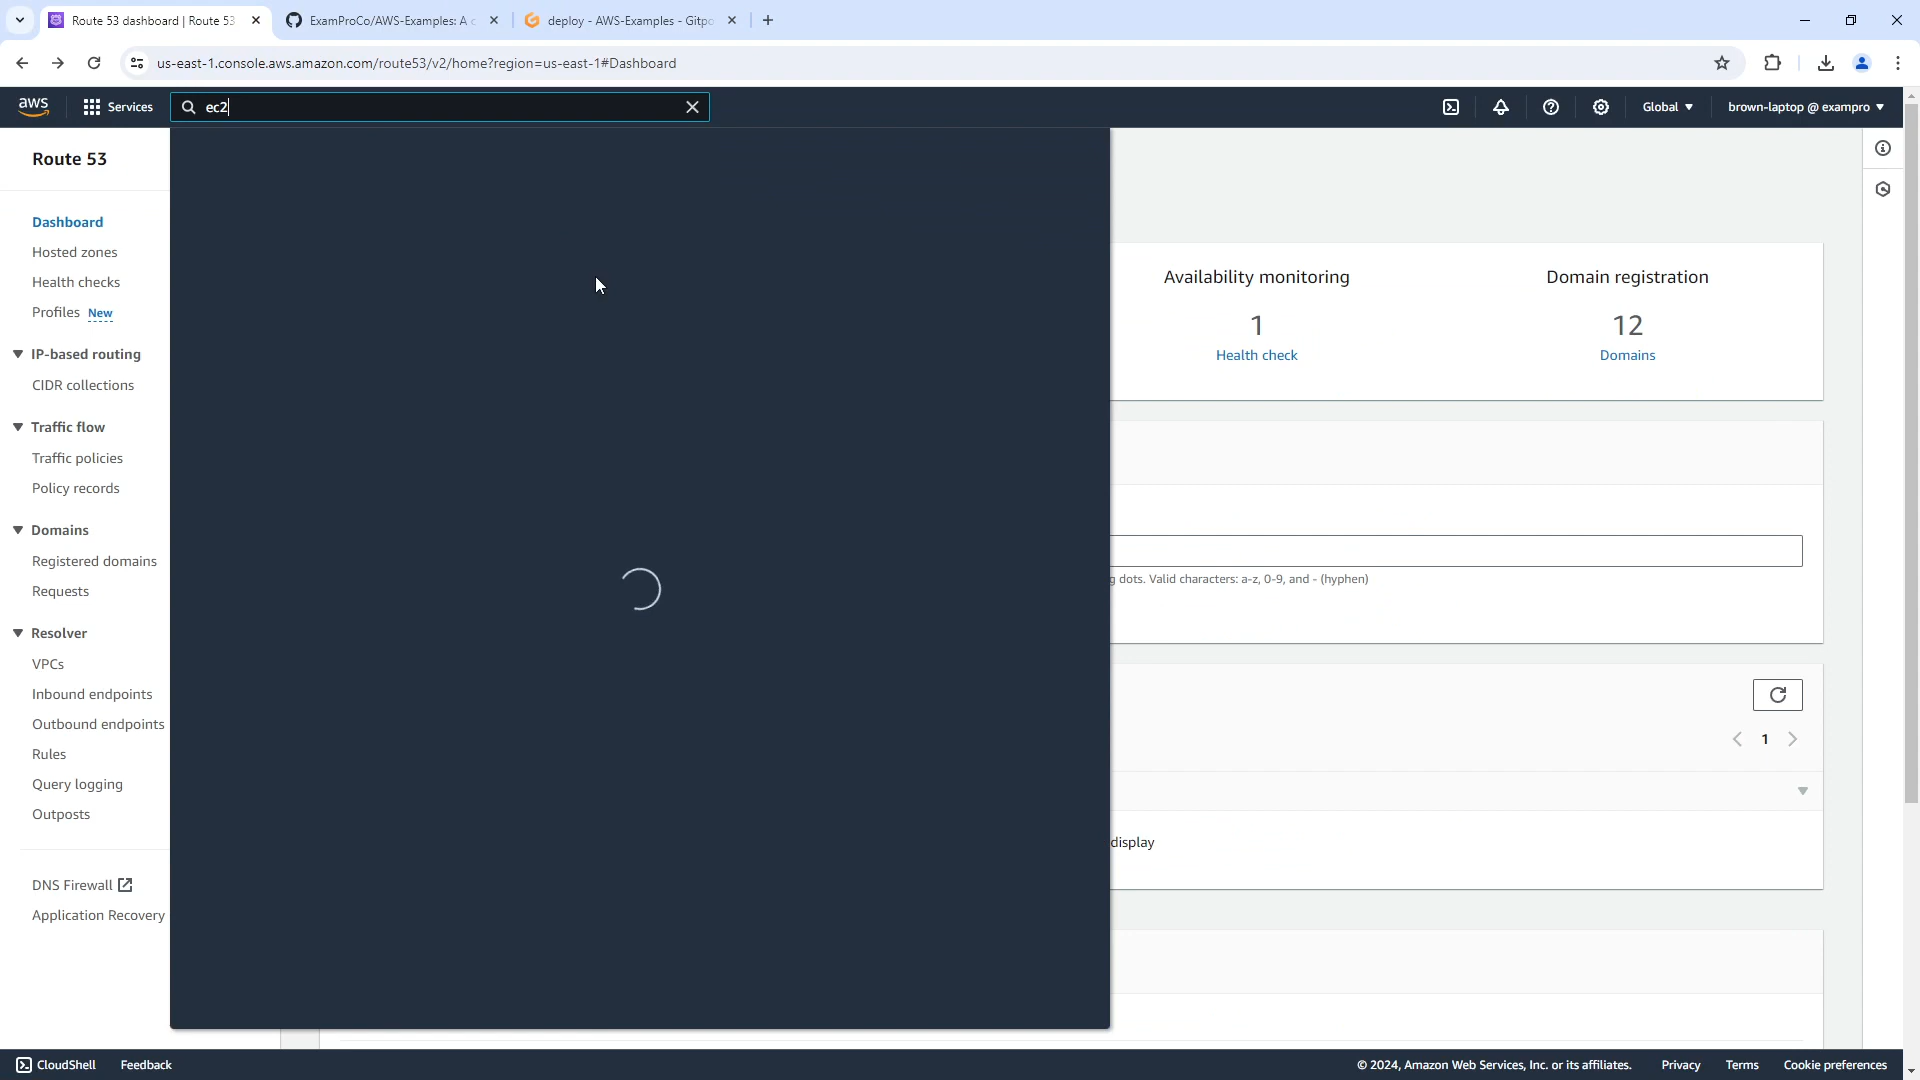 Route 53 dashboard | Route 53
ExamProCo/AWS-Examples: A c
deploy - AWS-Examples - Gitpo
us-east-1.console.aws.amazon.com/route53/v2/home?region=us-east-1#Dashboard
aws
Services
ec2
Global
brown-laptop @ exampro
Route 53
Dashboard
Hosted zones
Health checks
Profiles New
IP-based routing
CIDR collections
Traffic flow
Traffic policies
Policy records
Domains
Registered domains
Requests
Resolver
VPCs
Inbound endpoints
Outbound endpoints
Rules
Query logging
Outposts
DNS Firewall
Application Recovery
Availability monitoring
1
Health check
Domain registration
12
Domains
g dots. Valid characters: a-z, 0-9, and - (hyphen)
1
display
CloudShell
Feedback
© 2024, Amazon Web Services, Inc. or its affiliates.
Privacy
Terms
Cookie preferences